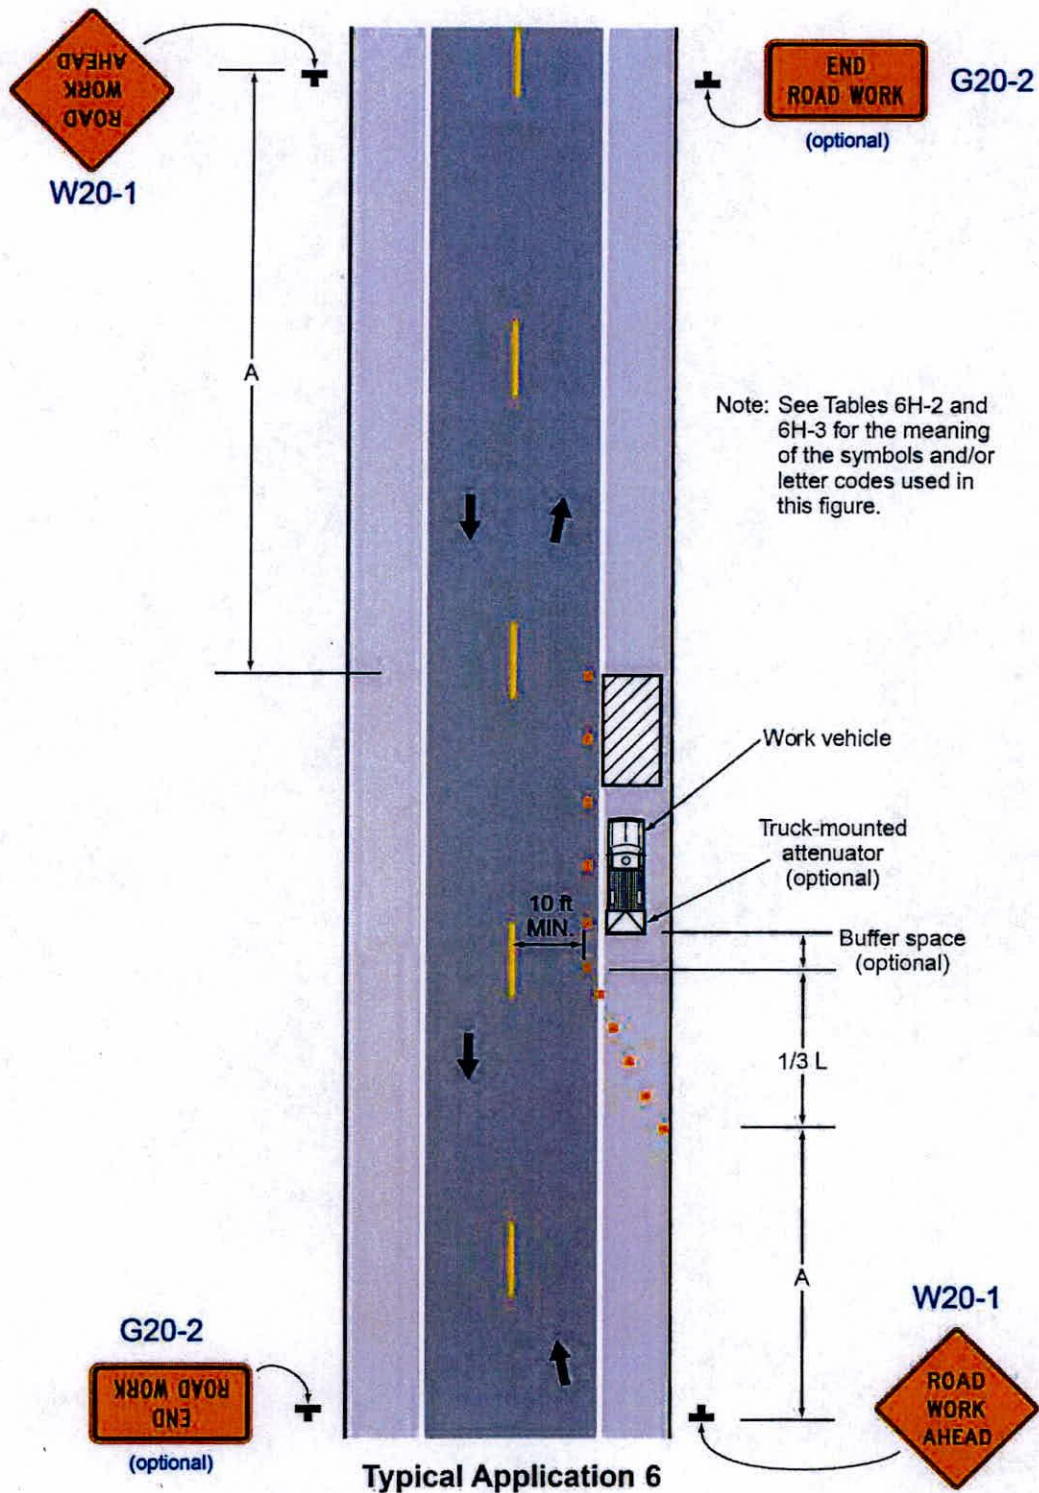 ROAD
WORK
AHEAD
W20-1
END
ROAD WORK
(optional)
G20-2
A
Note: See Tables 6H-2 and
6H-3 for the meaning
of the symbols and/or
letter codes used in
this figure.
Work vehicle
Truck-mounted
attenuator
(optional)
10 ft
MIN.
Buffer space
(optional)
1/3 L
A
G20-2
END
ROAD WORK
(optional)
W20-1
ROAD
WORK
AHEAD
Typical Application 6